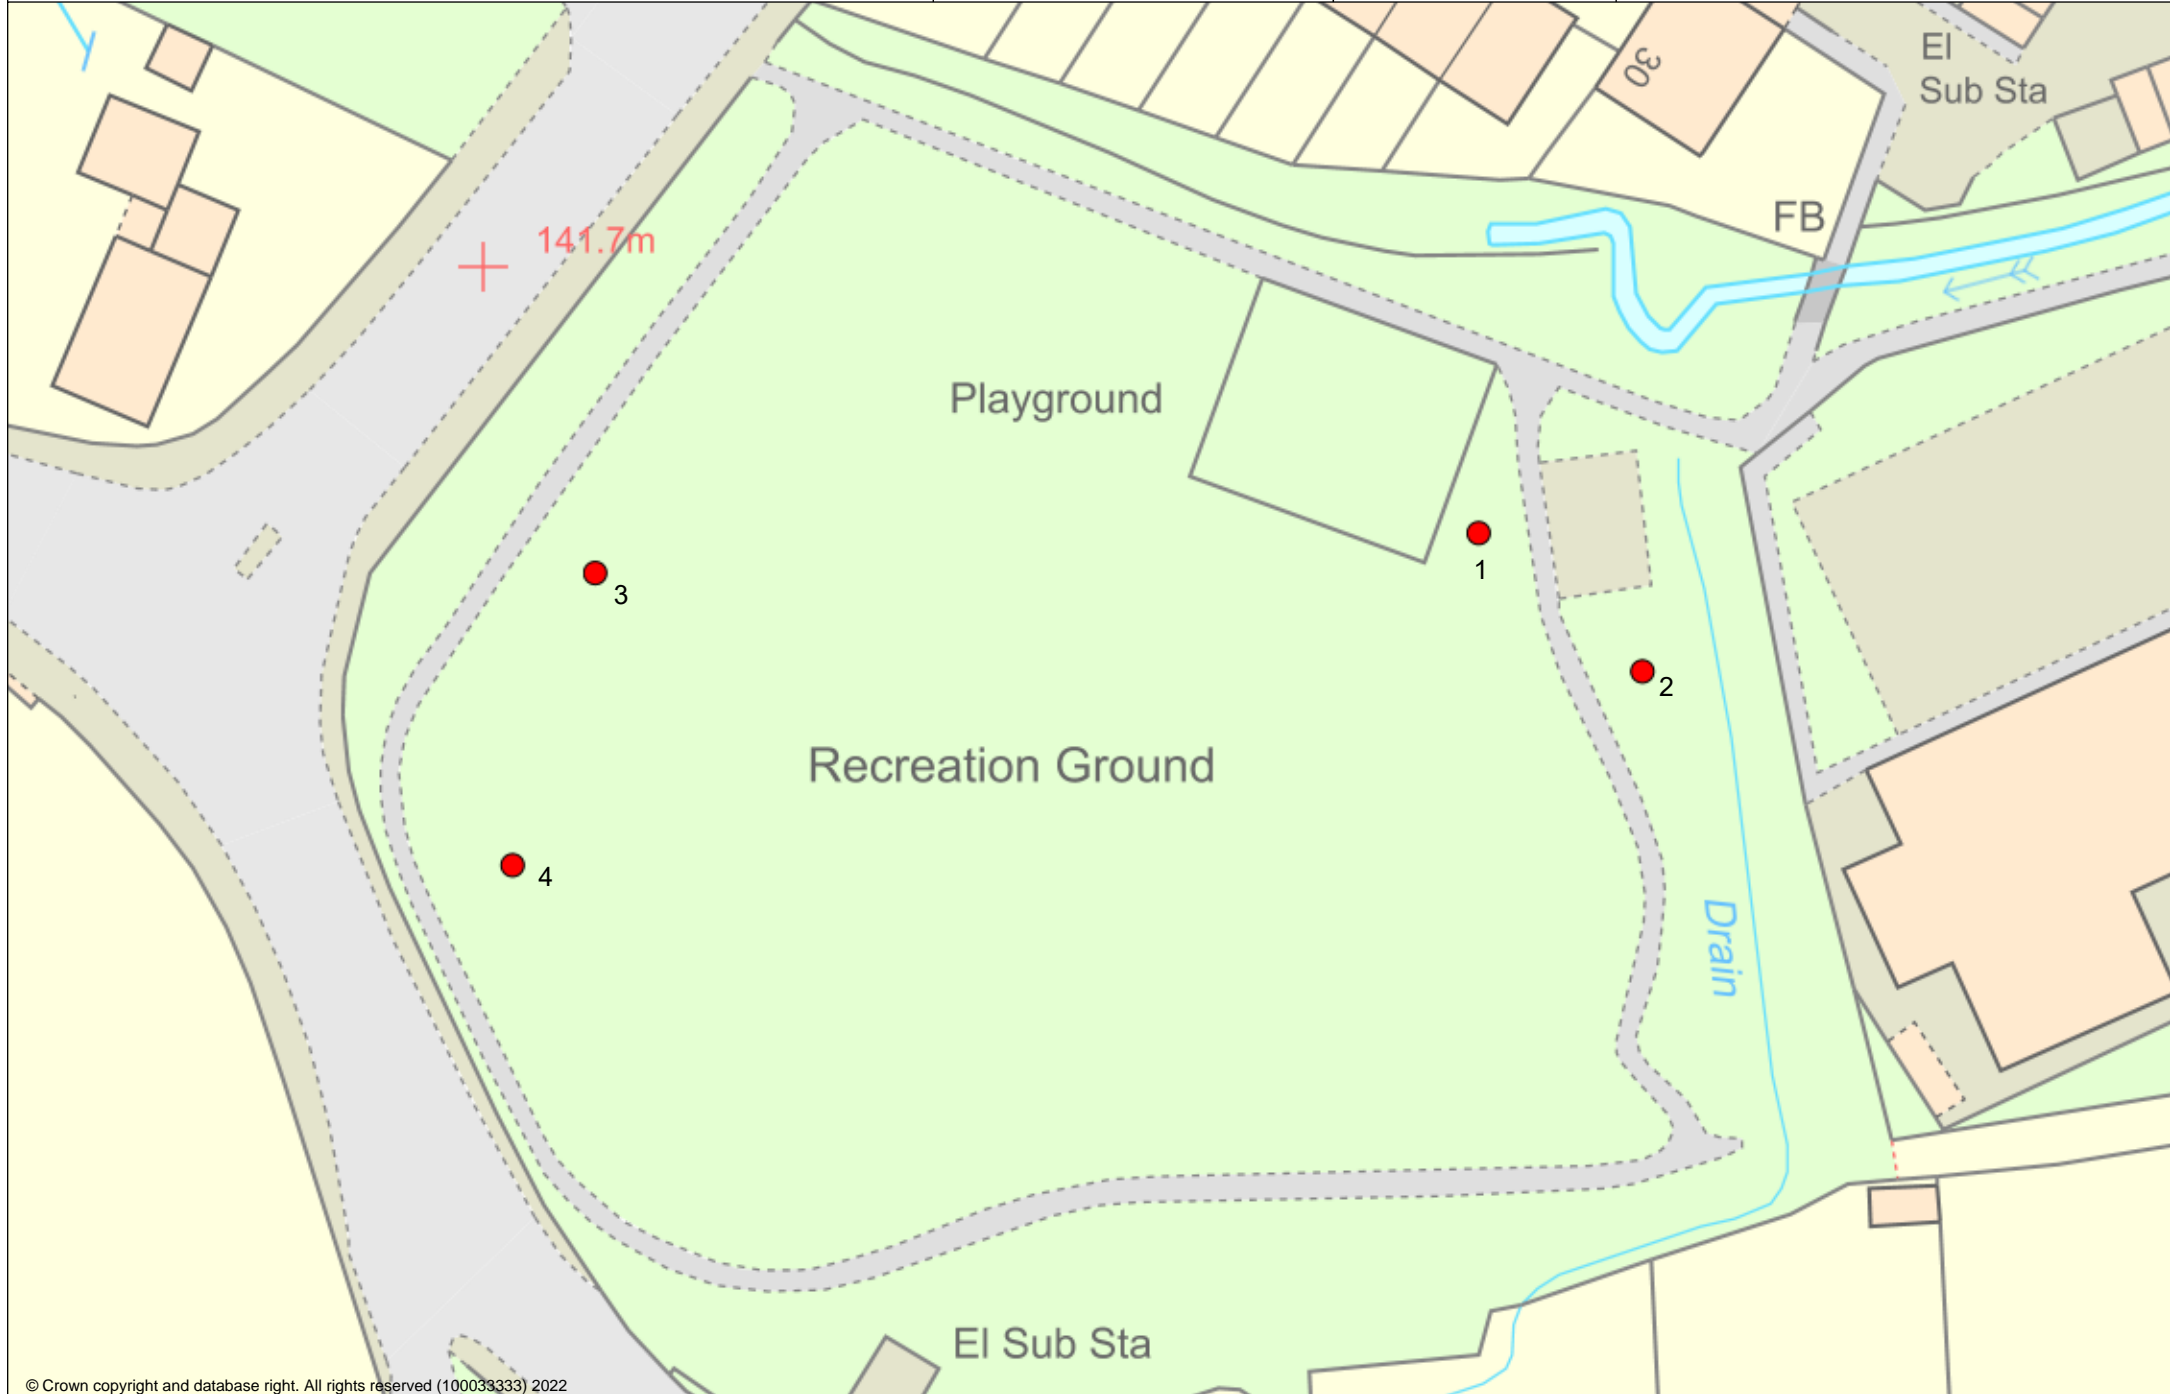 El
Sub Sta
30
FB
141.7m
Playground
1
3
2
Recreation Ground
4
Drain
El Sub Sta
© Crown copyright and database right. All rights reserved (100033333) 2022